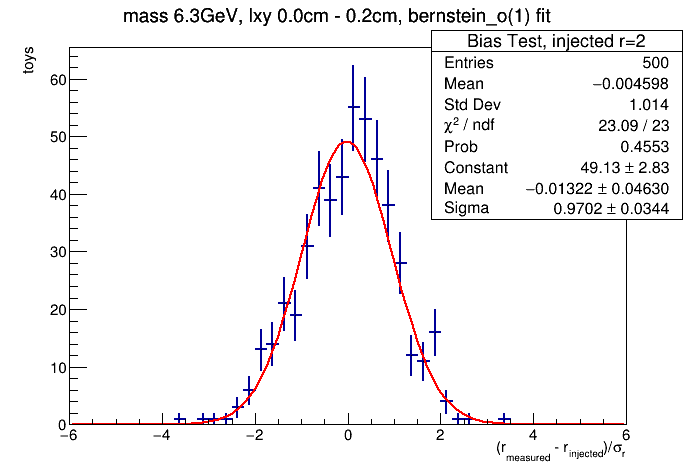 mass 6.3GeV, lxy 0.0cm - 0.2cm, bernstein_o(1) fit
Bias Test, injected r=2
Entries 500
Mean −0.004598
Std Dev 1.014
χ² / ndf 23.09 / 23
Prob 0.4553
Constant 49.13 ± 2.83
Mean −0.01322 ± 0.04630
Sigma 0.9702 ± 0.0344
toys
60
50
40
30
20
10
0
−6 −4 −2 0 2 4 6
(r_measured - r_injected)/σ_r